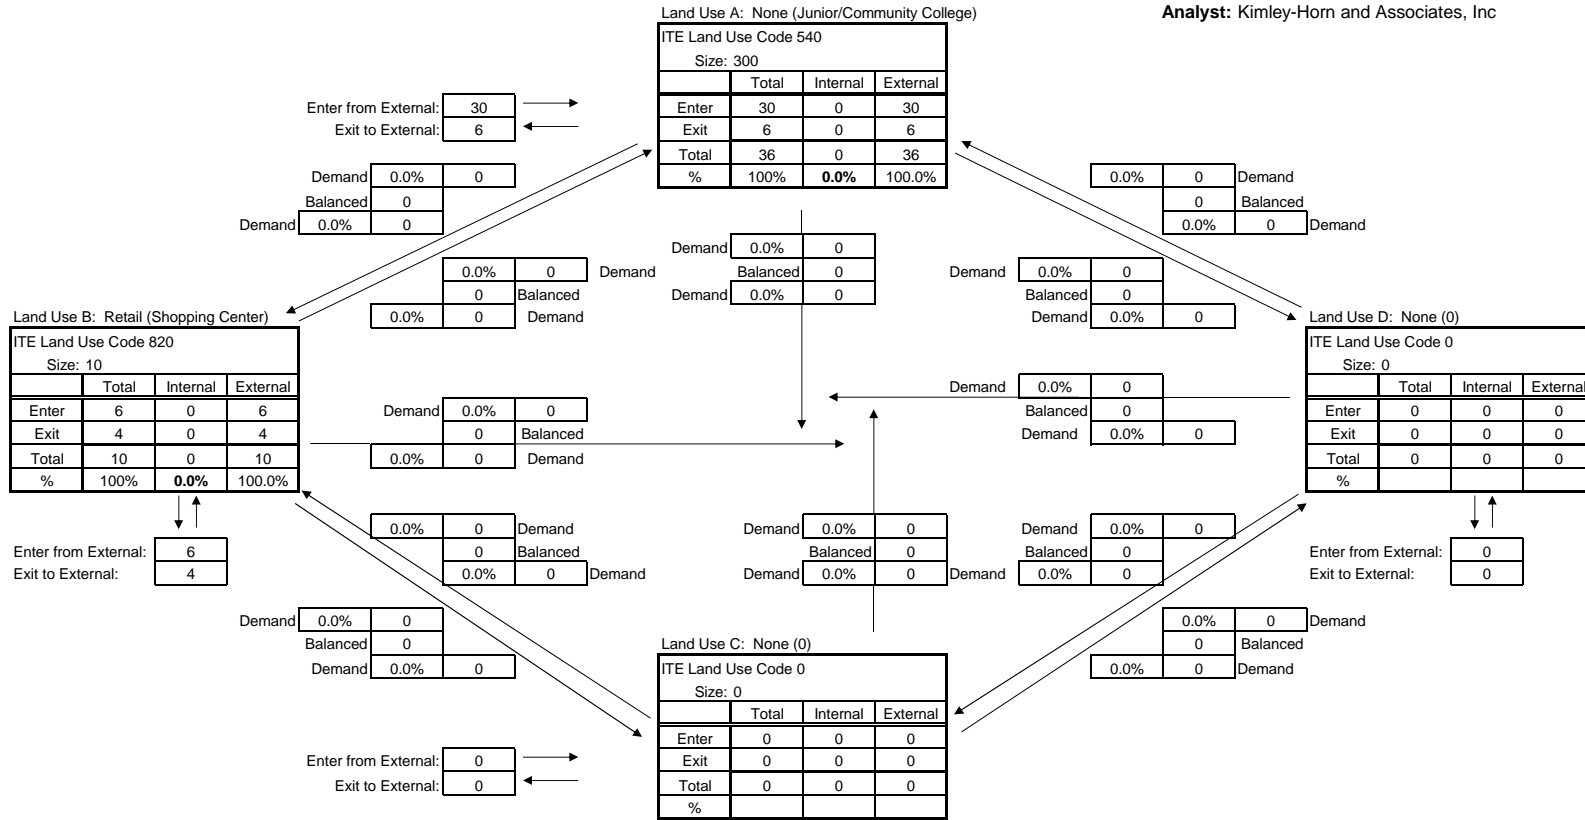 Land Use A: None (Junior/Community College)
Analyst: Kimley-Horn and Associates, Inc
ITE Land Use Code 540
Size: 300
Total Internal External
Enter 30 0 30
Exit 6 0 6
Total 36 0 36
% 100% 0.0% 100.0%
Enter from External: 30
Exit to External: 6
Demand 0.0% 0
Balanced 0
Demand 0.0% 0
0.0% 0 Demand
0 Balanced
0.0% 0 Demand
Demand 0.0% 0
Balanced 0
Demand 0.0% 0
0.0% 0 Demand
0 Balanced
0.0% 0 Demand
Demand 0.0% 0
Balanced 0
Demand 0.0% 0
Land Use B: Retail (Shopping Center)
ITE Land Use Code 820
Size: 10
Total Internal External
Enter 6 0 6
Exit 4 0 4
Total 10 0 10
% 100% 0.0% 100.0%
Enter from External: 6
Exit to External: 4
Demand 0.0% 0
0 Balanced
0.0% 0 Demand
Demand 0.0% 0
Balanced 0
Demand 0.0% 0
Land Use D: None (0)
ITE Land Use Code 0
Size: 0
Total Internal External
Enter 0 0 0
Exit 0 0 0
Total 0 0 0
%
Enter from External: 0
Exit to External: 0
0.0% 0 Demand
0 Balanced
0.0% 0 Demand
Demand 0.0% 0
Balanced 0
Demand 0.0% 0
Demand 0.0% 0
Balanced 0
Demand 0.0% 0
Demand 0.0% 0
Balanced 0
Demand 0.0% 0
0.0% 0 Demand
0 Balanced
0.0% 0 Demand
Land Use C: None (0)
ITE Land Use Code 0
Size: 0
Total Internal External
Enter 0 0 0
Exit 0 0 0
Total 0 0 0
%
Enter from External: 0
Exit to External: 0